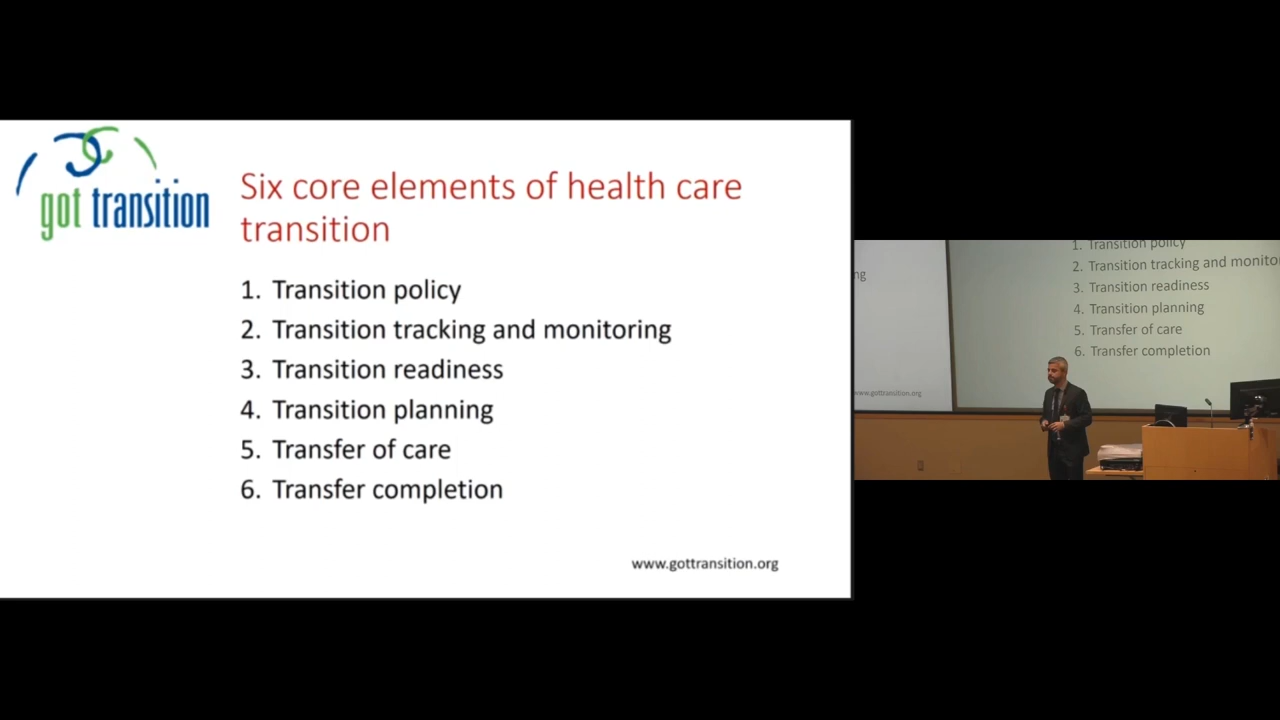 got transition
Six core elements of health care
transition
1. Transition policy
2. Transition tracking and monitoring
3. Transition readiness
4. Transition planning
5. Transfer of care
6. Transfer completion
www.gottransition.org
ng
www.gottransition.org
1. Transition policy
2. Transition tracking and monito
3. Transition readiness
4. Transition planning
5. Transfer of care
6. Transfer completion